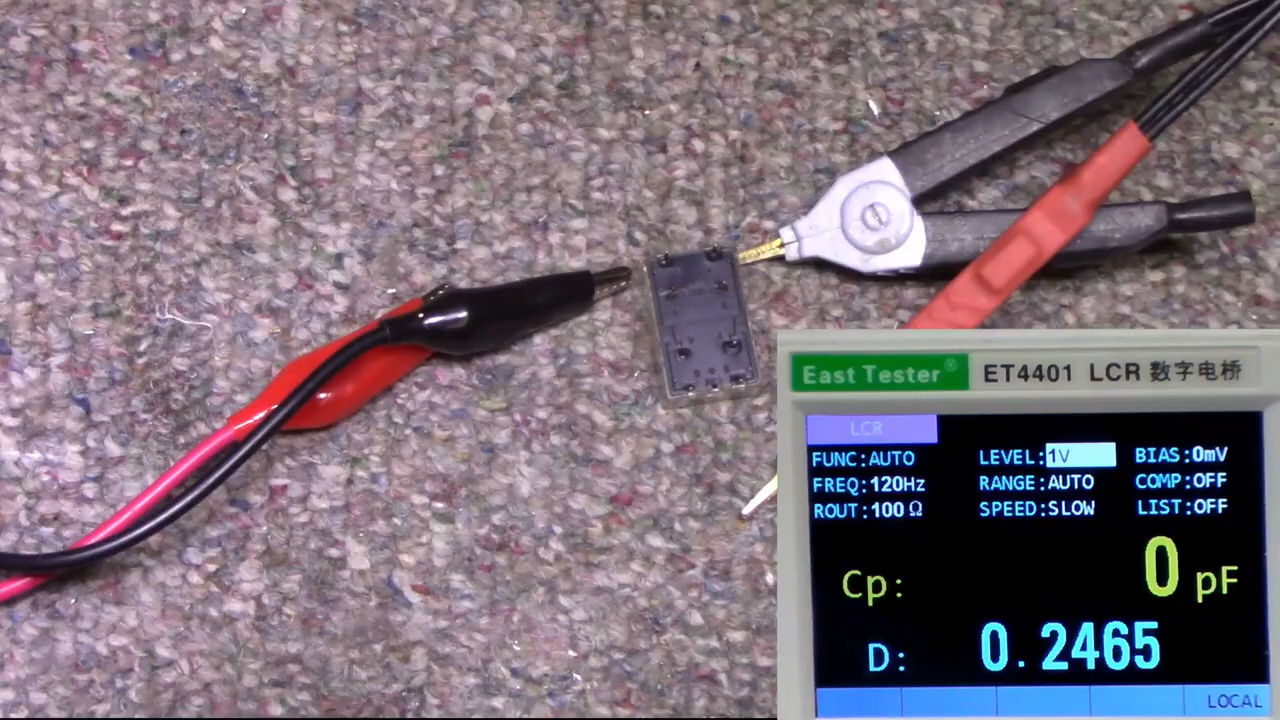 East Tester® ET4401 LCR 数字电桥
LCR
FUNC:AUTO LEVEL:1V BIAS:0mV
FREQ:120Hz RANGE:AUTO COMP:OFF
ROUT:100Ω SPEED:SLOW LIST:OFF
Cp: 0 pF
D: 0.2465
LOCAL